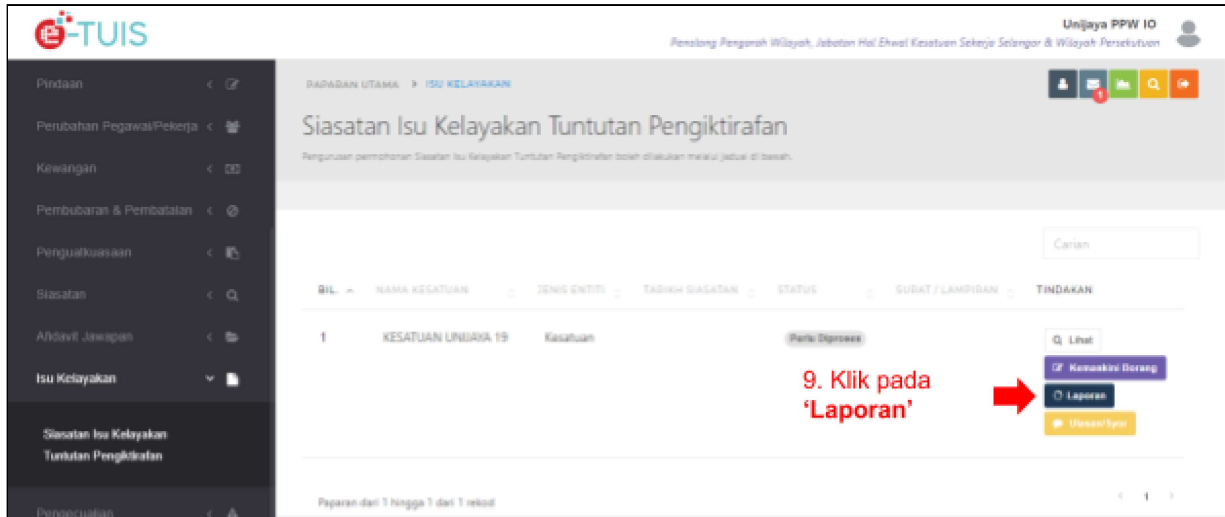 e-TUIS
Unijaya PPW IO
Penolong Pengarah Wilayah, Jabatan Hal Ehwal Kesatuan Sekerja Selangor & Wilayah Persekutuan
Pindaan
Perubahan Pegawai/Pekerja
Kewangan
Pembubaran & Pembatalan
Penguatkuasaan
Siasatan
Afidavit Jawapan
Isu Kelayakan
Siasatan Isu Kelayakan
Tuntutan Pengiktirafan
Pengecualian
PAPARAN UTAMA > ISU KELAYAKAN
1
Siasatan Isu Kelayakan Tuntutan Pengiktirafan
Pengurusan permohonan Siasatan Isu Kelayakan Tuntutan Pengiktirafan boleh dilakukan melalui jadual di bawah.
Carian
BIL. NAMA KESATUAN JENIS ENTITI TARIKH SIASATAN STATUS SURAT / LAMPIRAN TINDAKAN
1 KESATUAN UNIJAYA 19 Kesatuan Perlu Diproses Lihat
Kemaskini Borang
9. Klik pada
‘Laporan’
Laporan
Ulasan/Syor
Paparan dari 1 hingga 1 dari 1 rekod
1